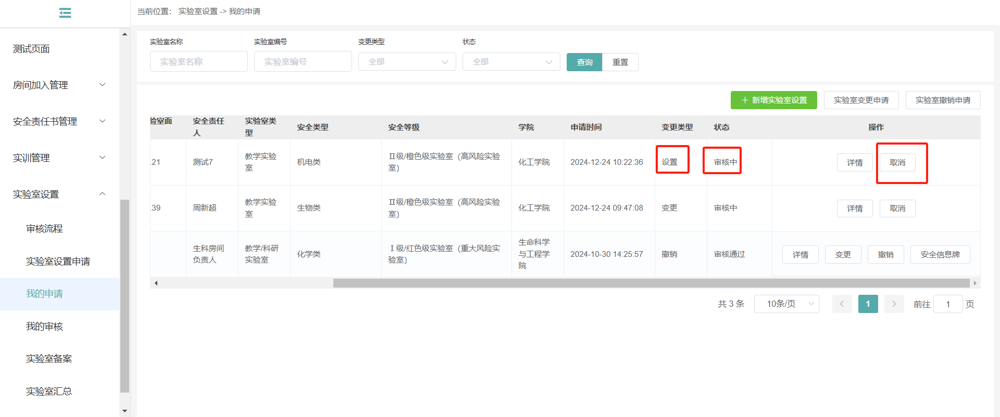 当前位置： 实验室设置 -> 我的申请
测试页面
房间加入管理
安全责任书管理
实训管理
实验室设置
审核流程
实验室设置申请
我的申请
我的审核
实验室备案
实验室汇总
实验室名称 实验室编号 变更类型 状态
实验室名称 实验室编号 全部 全部 查询 重置
新增实验室设置 实验室变更申请 实验室撤销申请
验室面 安全责任人 实验室类型 安全类型 安全等级 学院 申请时间 变更类型 状态 操作
.21 测试7 教学实验室 机电类 Ⅱ级/橙色级实验室（高风险实验室） 化工学院 2024-12-24 10:22:36 设置 审核中 详情 取消
.39 周新超 教学实验室 生物类 Ⅱ级/橙色级实验室（高风险实验室） 化工学院 2024-12-24 09:47:08 变更 审核中 详情 取消
生科房间负责人 教学/科研实验室 化学类 Ⅰ级/红色级实验室（重大风险实验室） 生命科学与工程学院 2024-10-30 14:25:57 撤销 审核通过 详情 变更 撤销 安全信息牌
共 3 条 10条/页 1 前往 1 页